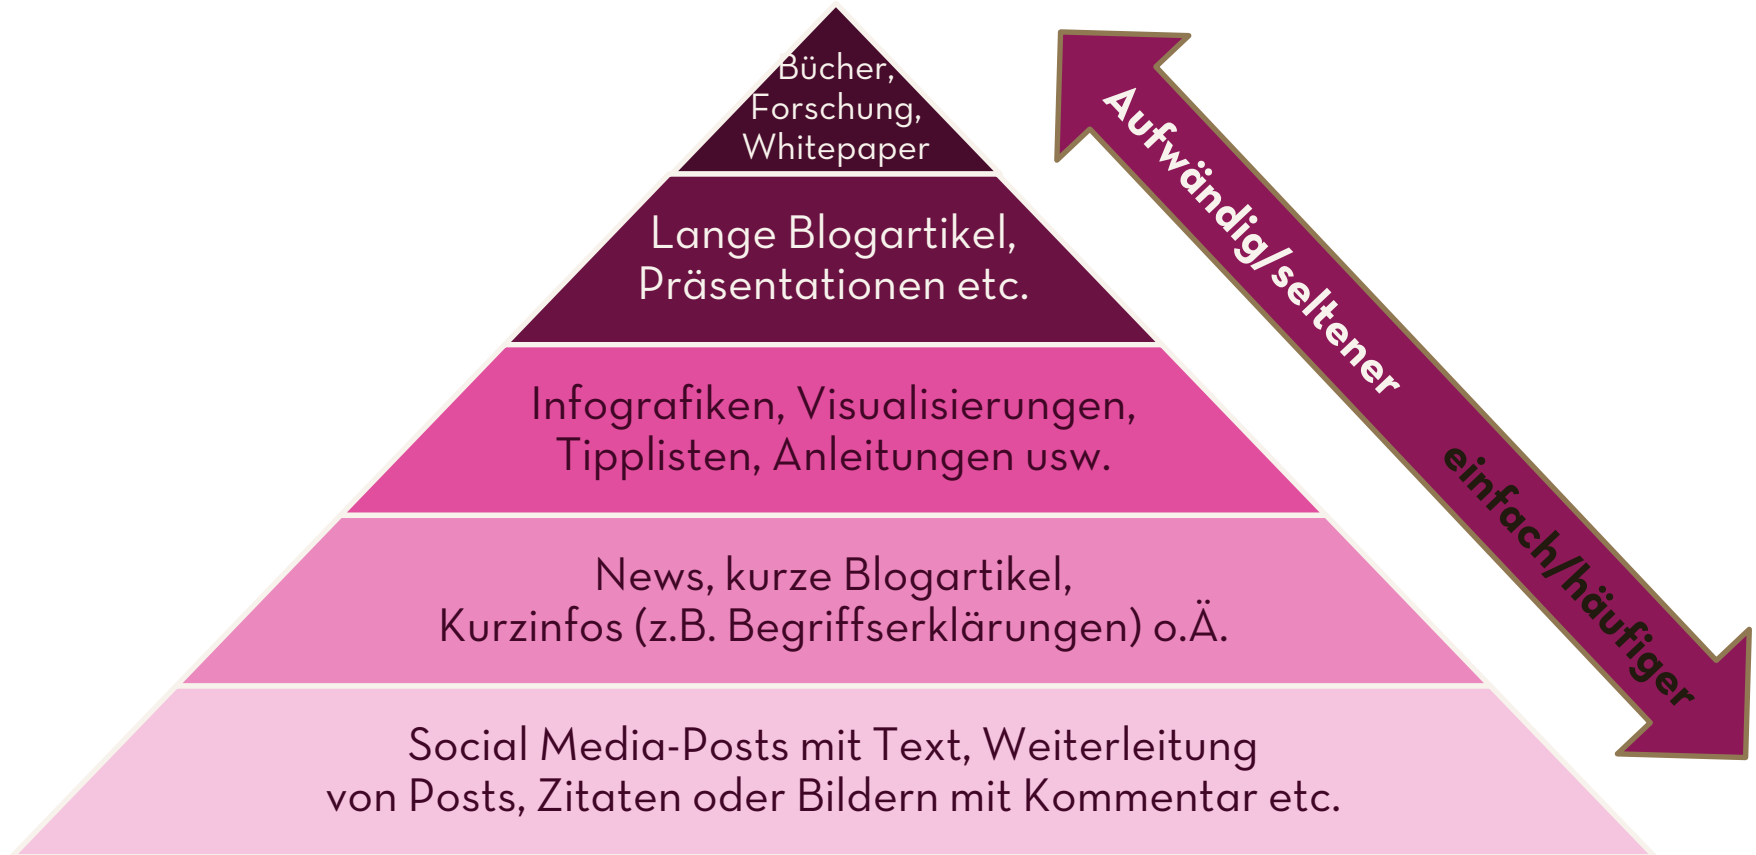 Bücher,
Forschung,
Whitepaper
Lange Blogartikel,
Präsentationen etc.
Infografiken, Visualisierungen,
Tipplisten, Anleitungen usw.
News, kurze Blogartikel,
Kurzinfos (z.B. Begriffserklärungen) o.Ä.
Social Media-Posts mit Text, Weiterleitung
von Posts, Zitaten oder Bildern mit Kommentar etc.
Aufwändig/seltener
einfach/häufiger